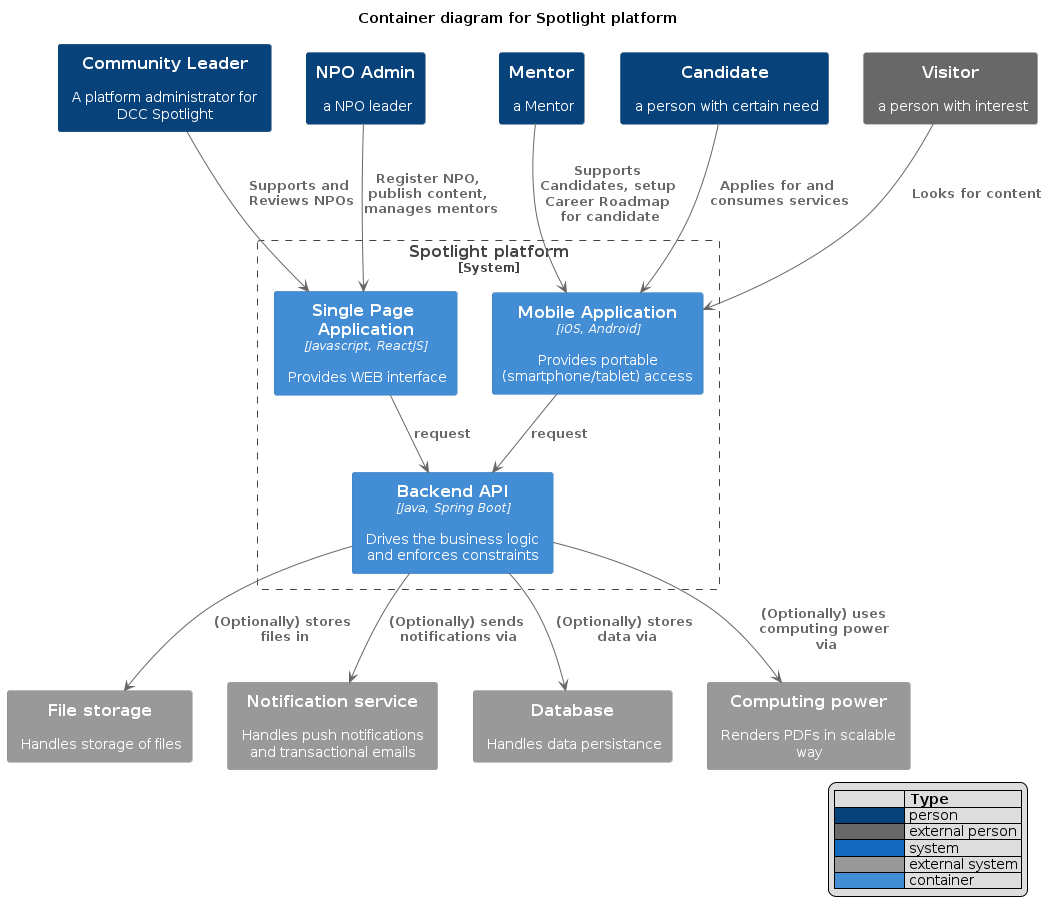 Container diagram for Spotlight platform
Community Leader
A platform administrator for
DCC Spotlight
NPO Admin
a NPO leader
Mentor
a Mentor
Candidate
a person with certain need
Visitor
a person with interest
Supports and
Reviews NPOs
Register NPO,
publish content,
manages mentors
Supports
Candidates, setup
Career Roadmap
for candidate
Applies for and
consumes services
Looks for content
Spotlight platform
[System]
Single Page
Application
[Javascript, ReactJS]
Provides WEB interface
Mobile Application
[iOS, Android]
Provides portable
(smartphone/tablet) access
request
request
Backend API
[Java, Spring Boot]
Drives the business logic
and enforces constraints
(Optionally) stores
files in
(Optionally) sends
notifications via
(Optionally) stores
data via
(Optionally) uses
computing power
via
File storage
Handles storage of files
Notification service
Handles push notifications
and transactional emails
Database
Handles data persistance
Computing power
Renders PDFs in scalable
way
Type
person
external person
system
external system
container